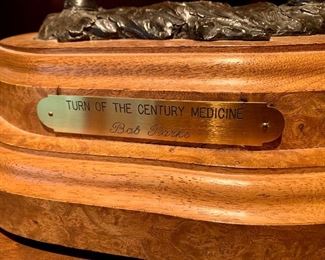 TURN OF THE CENTURY MEDICINE
Bob Parks